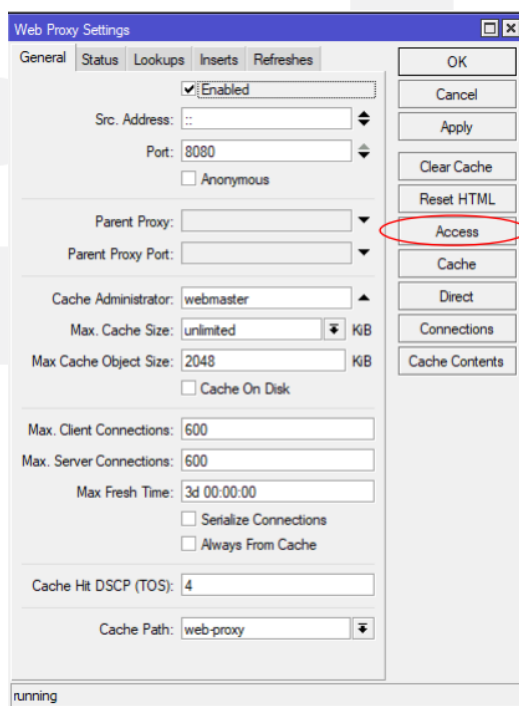 Web Proxy Settings
General Status Lookups Inserts Refreshes
Enabled
Src. Address: ::
Port: 8080
Anonymous
Parent Proxy:
Parent Proxy Port:
Cache Administrator: webmaster
Max. Cache Size: unlimited KiB
Max Cache Object Size: 2048 KiB
Cache On Disk
Max. Client Connections: 600
Max. Server Connections: 600
Max Fresh Time: 3d 00:00:00
Serialize Connections
Always From Cache
Cache Hit DSCP (TOS): 4
Cache Path: web-proxy
OK
Cancel
Apply
Clear Cache
Reset HTML
Access
Cache
Direct
Connections
Cache Contents
running